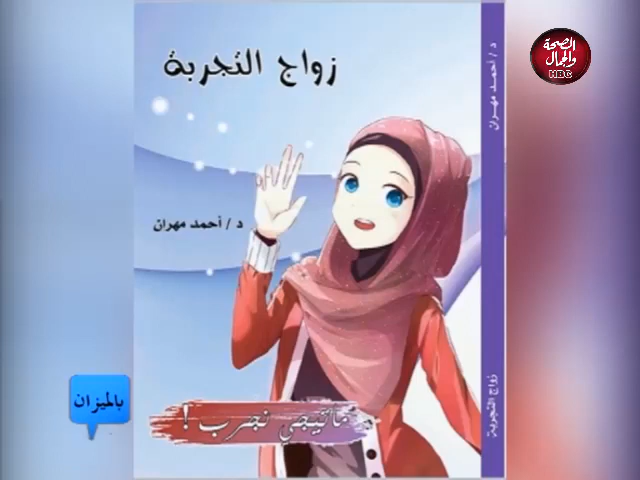 زواج التجربة
د / أحمد مهران
ماتيجي نجرب !
د / أحمد مهران
زواج التجربة
الصحة
والجمال
HBC
بالميزان